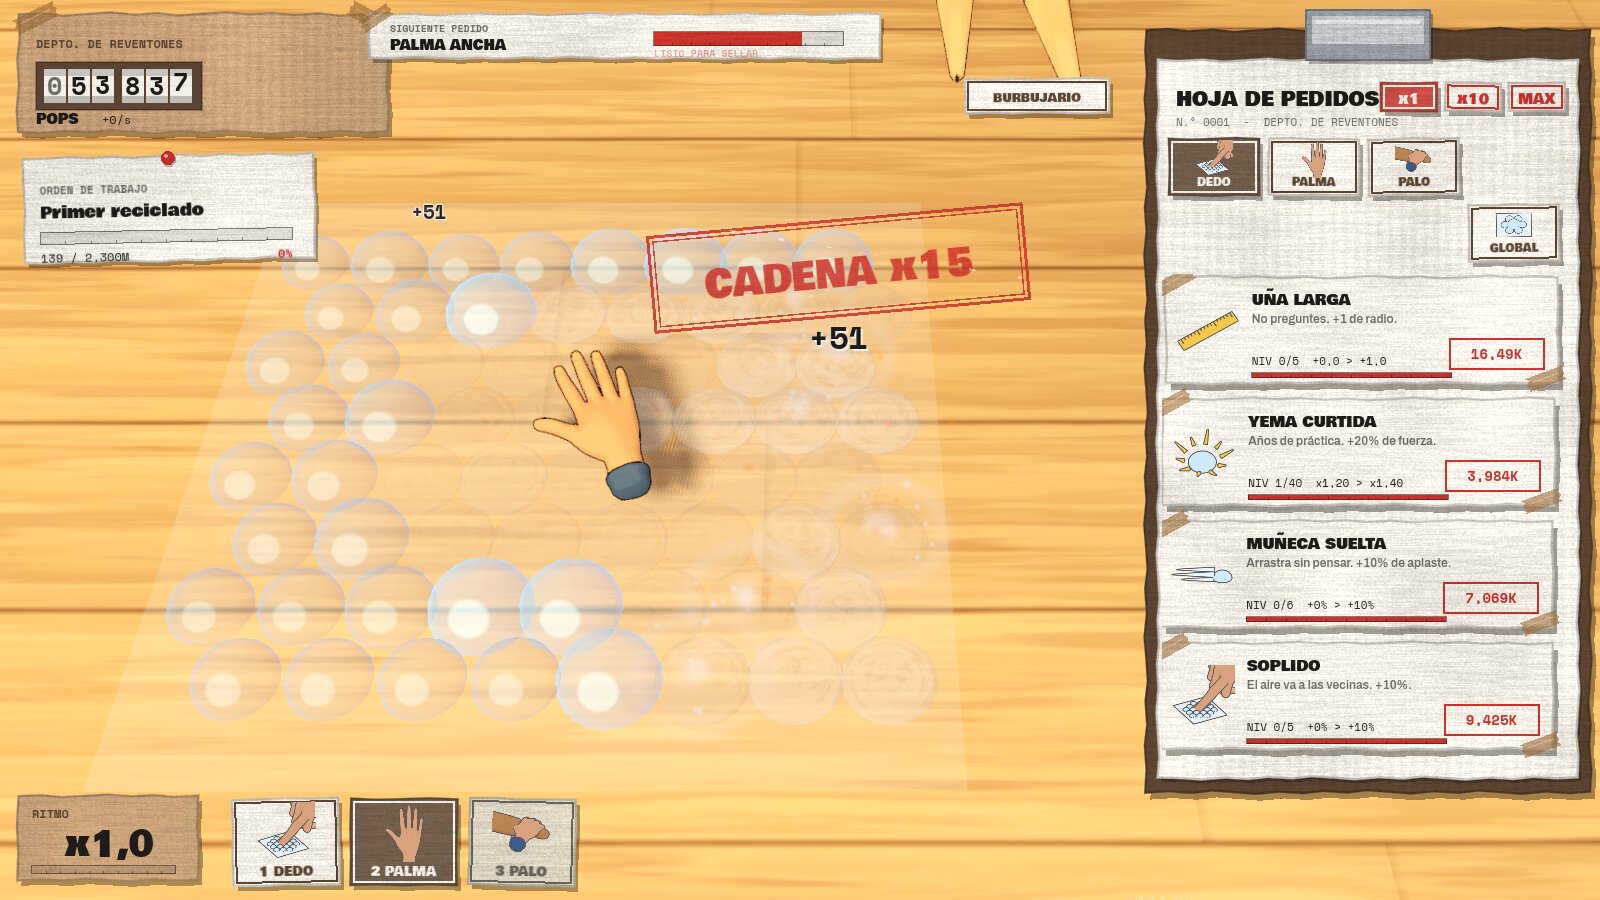 DEPTO. DE REVENTONES
053 837
POPS +0/s
SIGUIENTE PEDIDO
PALMA ANCHA
LISTO PARA SELLAR
BURBUJARIO
ORDEN DE TRABAJO
Primer reciclado
139 / 2,300M 0%
+51
CADENA x15
+51
HOJA DE PEDIDOS x1 x10 MAX
N.° 0001 - DEPTO. DE REVENTONES
DEDO PALMA PALO
GLOBAL
UÑA LARGA
No preguntes. +1 de radio.
NIV 0/5 +0,0 > +1,0 16,49K
YEMA CURTIDA
Años de práctica. +20% de fuerza.
NIV 1/40 x1,20 > x1,40 3,984K
MUÑECA SUELTA
Arrastra sin pensar. +10% de aplaste.
NIV 0/6 +0% > +10% 7,069K
SOPLIDO
El aire va a las vecinas. +10%.
NIV 0/5 +0% > +10% 9,425K
RITMO
x1,0
1 DEDO 2 PALMA 3 PALO